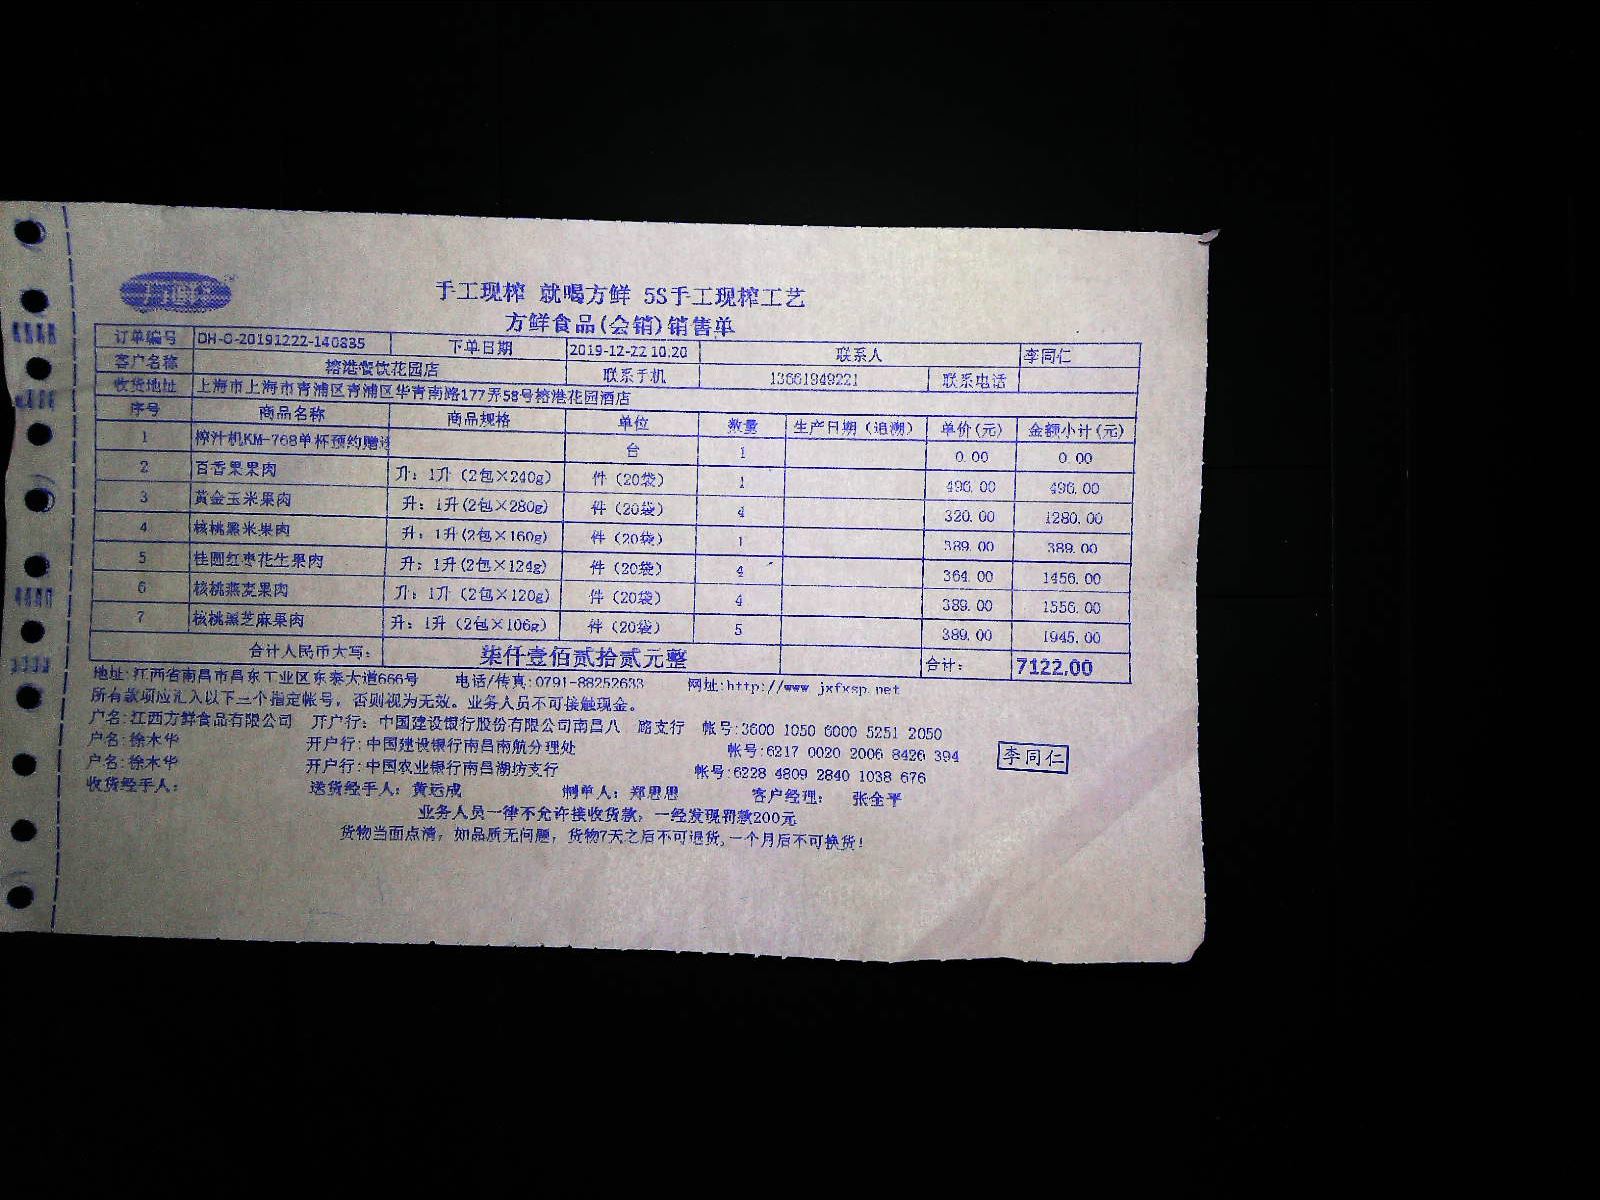 手工现榨 就喝方鲜 5S手工现榨工艺
方鲜食品(会销)销售单
订单编号 DH-O-20191222-140835 下单日期 2019-12-22 10:20 联系人 李同仁
客户名称 榕港餐饮花园店 联系手机 13661849221 联系电话
收货地址 上海市上海市青浦区青浦区华青南路177弄58号榕港花园酒店
序号 商品名称 商品规格 单位 数量 生产日期（追溯） 单价(元) 金额小计(元)
1 榨汁机KM-768单杯预约赠送 台 1 0.00 0.00
2 百香果果肉 升：1升（2包×240g） 件（20袋） 1 496.00 496.00
3 黄金玉米果肉 升：1升(2包×280g) 件（20袋） 4 320.00 1280.00
4 核桃黑米果肉 升：1升(2包×160g) 件（20袋） 1 389.00 389.00
5 桂圆红枣花生果肉 升：1升(2包×124g) 件（20袋） 4 364.00 1456.00
6 核桃燕麦果肉 升：1升（2包×120g） 件（20袋） 4 389.00 1556.00
7 核桃黑芝麻果肉 升：1升（2包×106g） 件（20袋） 5 389.00 1945.00
合计人民币大写： 柒仟壹佰贰拾贰元整 合计： 7122.00
地址:江西省南昌市昌东工业区东泰大道666号 电话/传真:0791-88252633 网址:http://www.jxfxsp.net
所有款项应汇入以下三个指定帐号，否则视为无效。业务人员不可接触现金。
户名:江西方鲜食品有限公司 开户行：中国建设银行股份有限公司南昌八 路支行 帐号:3600 1050 6000 5251 2050
户名:徐木华 开户行:中国建设银行南昌南航分理处 帐号:6217 0020 2006 8426 394
户名:徐木华 开户行:中国农业银行南昌湖坊支行 帐号:6228 4809 2840 1038 676
李同仁
收货经手人： 送货经手人：黄远成 制单人：郑思思 客户经理： 张全平
业务人员一律不允许接收货款，一经发现罚款200元
货物当面点清，如品质无问题，货物7天之后不可退货,一个月后不可换货!